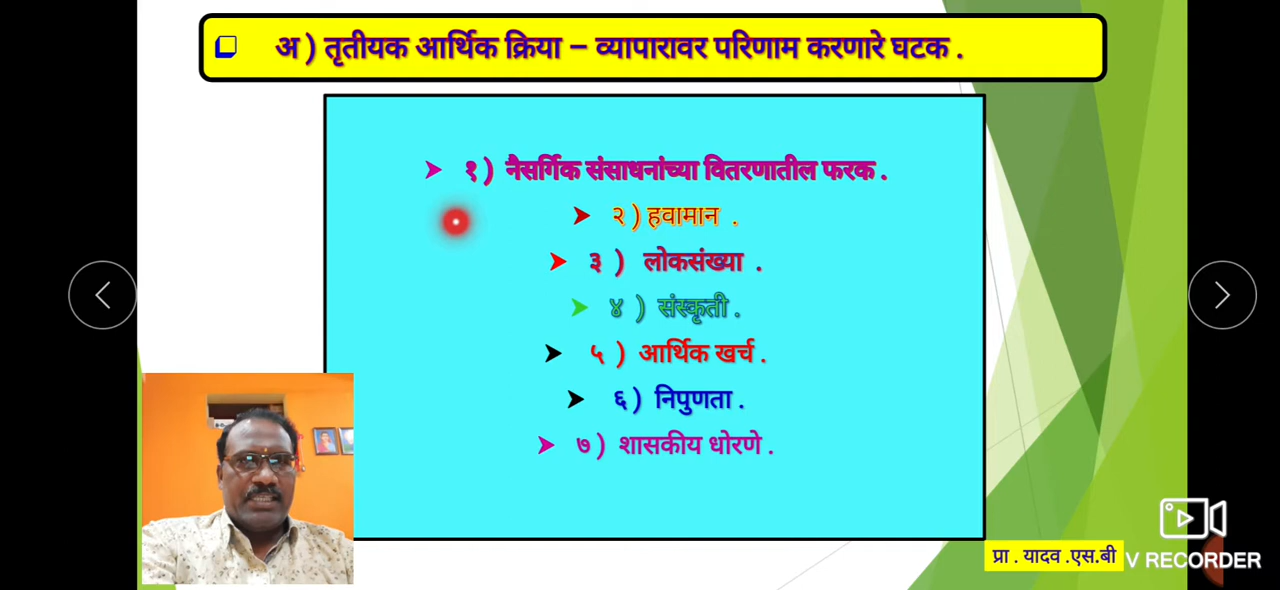 अ ) तृतीयक आर्थिक क्रिया – व्यापारावर परिणाम करणारे घटक .
१ ) नैसर्गिक संसाधनांच्या वितरणातील फरक .
२ ) हवामान .
३ ) लोकसंख्या .
४ ) संस्कृती .
५ ) आर्थिक खर्च .
६ ) निपुणता .
७ ) शासकीय धोरणे .
प्रा . यादव .एस.बी
V RECORDER